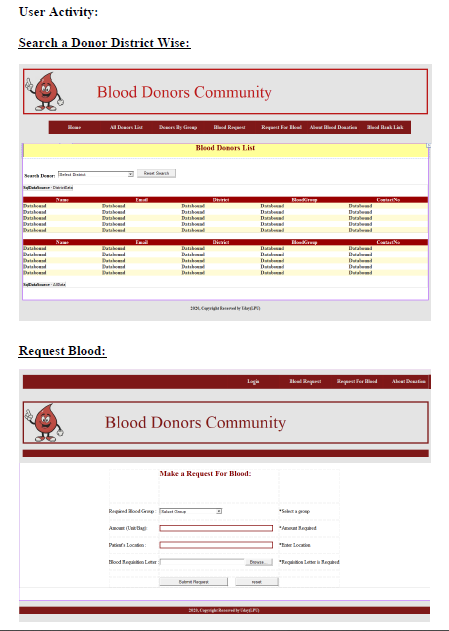 User Activity:
Search a Donor District Wise:
Blood Donors Community
Home All Donors List Donors By Group Blood Request Request For Blood About Blood Donation Blood Bank Link
Blood Donors List
Search Donor: Select District Reset Search
SqlDataSource - DistrictData
Name Email District BloodGroup ContactNo
Databound Databound Databound Databound Databound
Databound Databound Databound Databound Databound
Databound Databound Databound Databound Databound
Databound Databound Databound Databound Databound
Databound Databound Databound Databound Databound
Name Email District BloodGroup ContactNo
Databound Databound Databound Databound Databound
Databound Databound Databound Databound Databound
Databound Databound Databound Databound Databound
Databound Databound Databound Databound Databound
Databound Databound Databound Databound Databound
SqlDataSource - AllData
2020, Copyright Reserved by
Request Blood:
Login Blood Request Request For Blood About Donation
Blood Donors Community
Make a Request For Blood:
Required Blood Group: Select Group *Select a group
Amount (Unit/Bag) *Amount Required
Patient's Location: *Enter Location
Blood Requisition Letter: Browse... *Requisition Letter is Required
Submit Request reset
2020, Copyright Reserved by